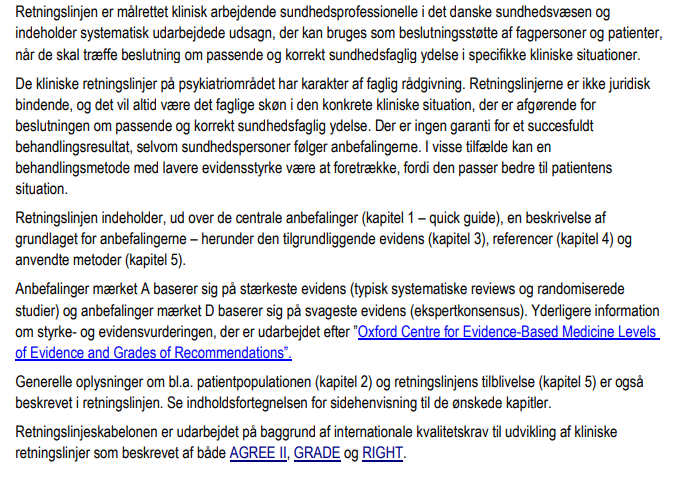 Retningslinjen er målrettet klinisk arbejdende sundhedsprofessionelle i det danske sundhedsvæsen og
indeholder systematisk udarbejdede udsagn, der kan bruges som beslutningsstøtte af fagpersoner og patienter,
når de skal træffe beslutning om passende og korrekt sundhedsfaglig ydelse i specifikke kliniske situationer.
De kliniske retningslinjer på psykiatriområdet har karakter af faglig rådgivning. Retningslinjerne er ikke juridisk
bindende, og det vil altid være det faglige skøn i den konkrete kliniske situation, der er afgørende for
beslutningen om passende og korrekt sundhedsfaglig ydelse. Der er ingen garanti for et succesfuldt
behandlingsresultat, selvom sundhedspersoner følger anbefalingerne. I visse tilfælde kan en
behandlingsmetode med lavere evidensstyrke være at foretrække, fordi den passer bedre til patientens
situation.
Retningslinjen indeholder, ud over de centrale anbefalinger (kapitel 1 – quick guide), en beskrivelse af
grundlaget for anbefalingerne – herunder den tilgrundliggende evidens (kapitel 3), referencer (kapitel 4) og
anvendte metoder (kapitel 5).
Anbefalinger mærket A baserer sig på stærkeste evidens (typisk systematiske reviews og randomiserede
studier) og anbefalinger mærket D baserer sig på svageste evidens (ekspertkonsensus). Yderligere information
om styrke- og evidensvurderingen, der er udarbejdet efter ”Oxford Centre for Evidence-Based Medicine Levels
of Evidence and Grades of Recommendations”.
Generelle oplysninger om bl.a. patientpopulationen (kapitel 2) og retningslinjens tilblivelse (kapitel 5) er også
beskrevet i retningslinjen. Se indholdsfortegnelsen for sidehenvisning til de ønskede kapitler.
Retningslinjeskabelonen er udarbejdet på baggrund af internationale kvalitetskrav til udvikling af kliniske
retningslinjer som beskrevet af både AGREE II, GRADE og RIGHT.